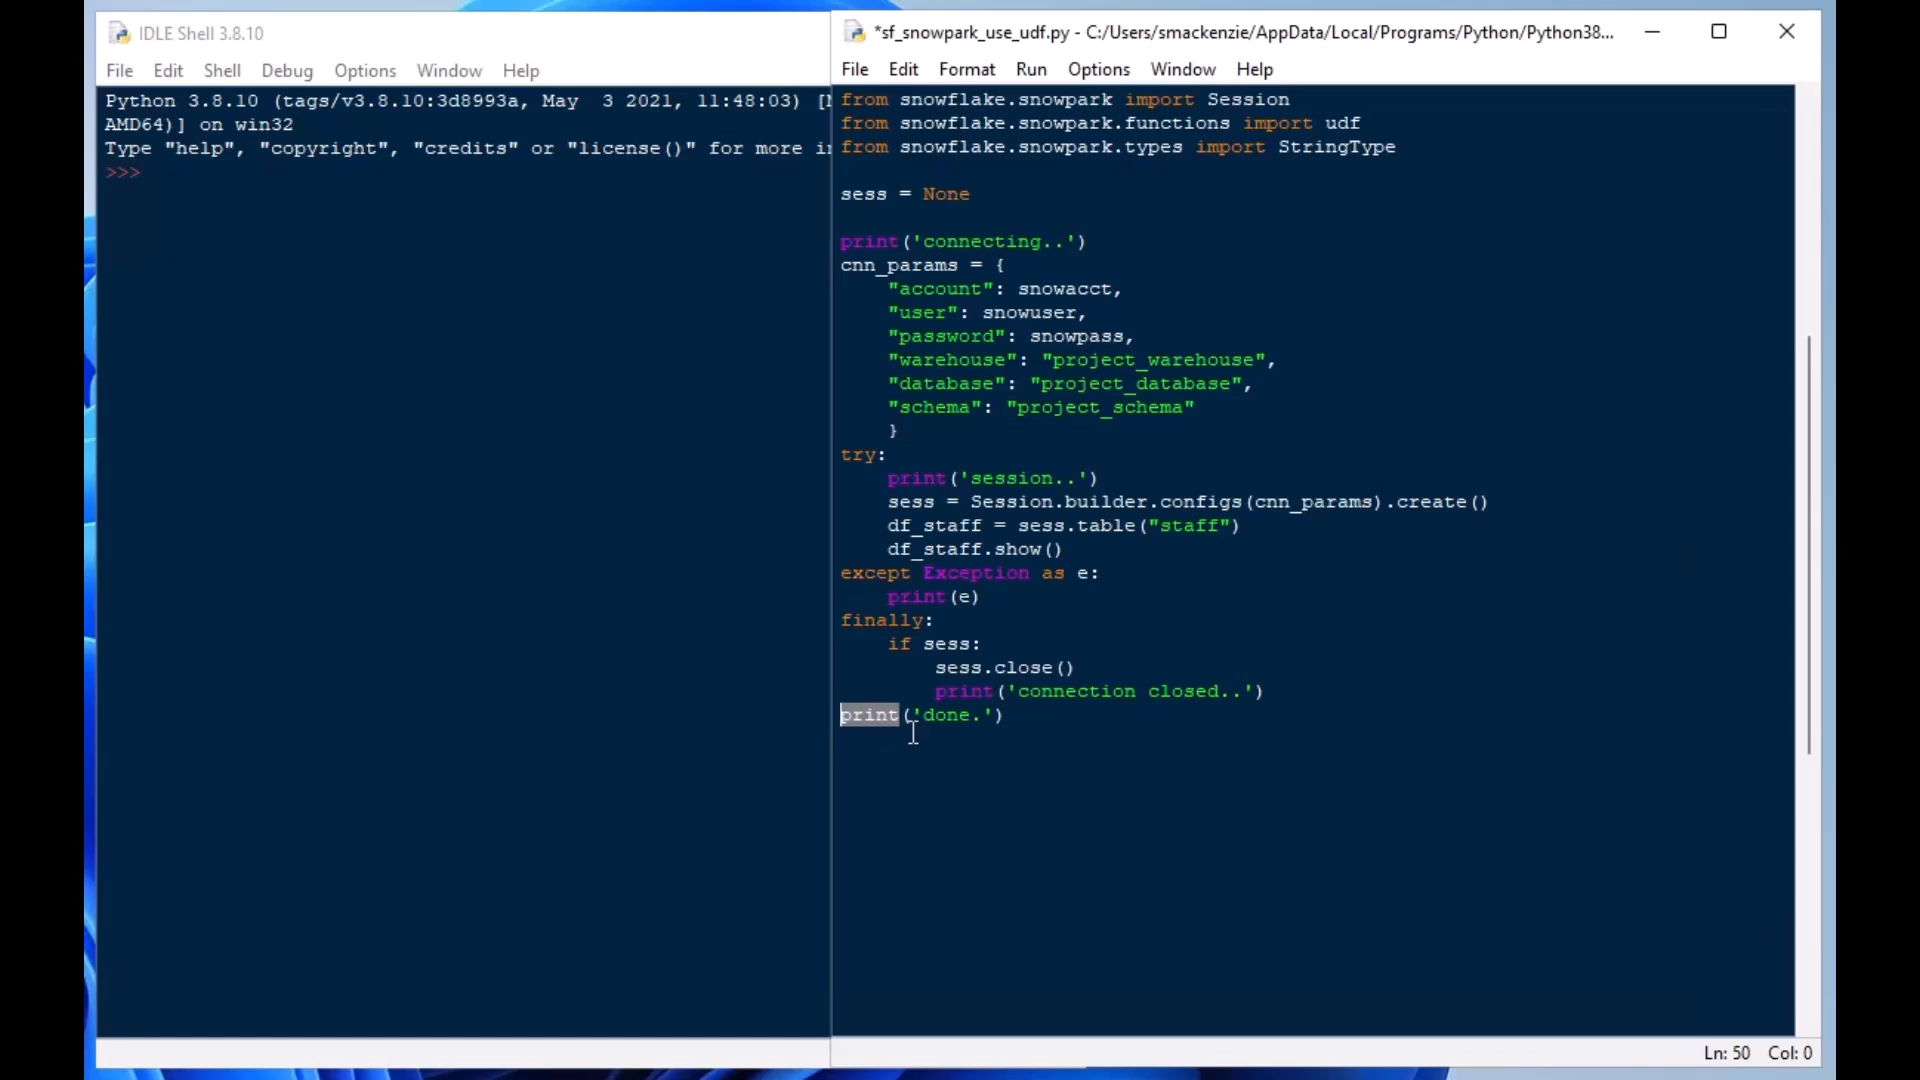 IDLE Shell 3.8.10
File Edit Shell Debug Options Window Help
Python 3.8.10 (tags/v3.8.10:3d8993a, May  3 2021, 11:48:03) [
AMD64)] on win32
Type "help", "copyright", "credits" or "license()" for more
>>>
*sf_snowpark_use_udf.py - C:/Users/smackenzie/AppData/Local/Programs/Python/Python38...
File Edit Format Run Options Window Help
from snowflake.snowpark import Session
from snowflake.snowpark.functions import udf
from snowflake.snowpark.types import StringType
sess = None
print('connecting..')
cnn_params = {
    "account": snowacct,
    "user": snowuser,
    "password": snowpass,
    "warehouse": "project_warehouse",
    "database": "project_database",
    "schema": "project_schema"
    }
try:
    print('session..')
    sess = Session.builder.configs(cnn_params).create()
    df_staff = sess.table("staff")
    df_staff.show()
except Exception as e:
    print(e)
finally:
    if sess:
        sess.close()
        print('connection closed..')
print('done.')
Ln: 50 Col: 0